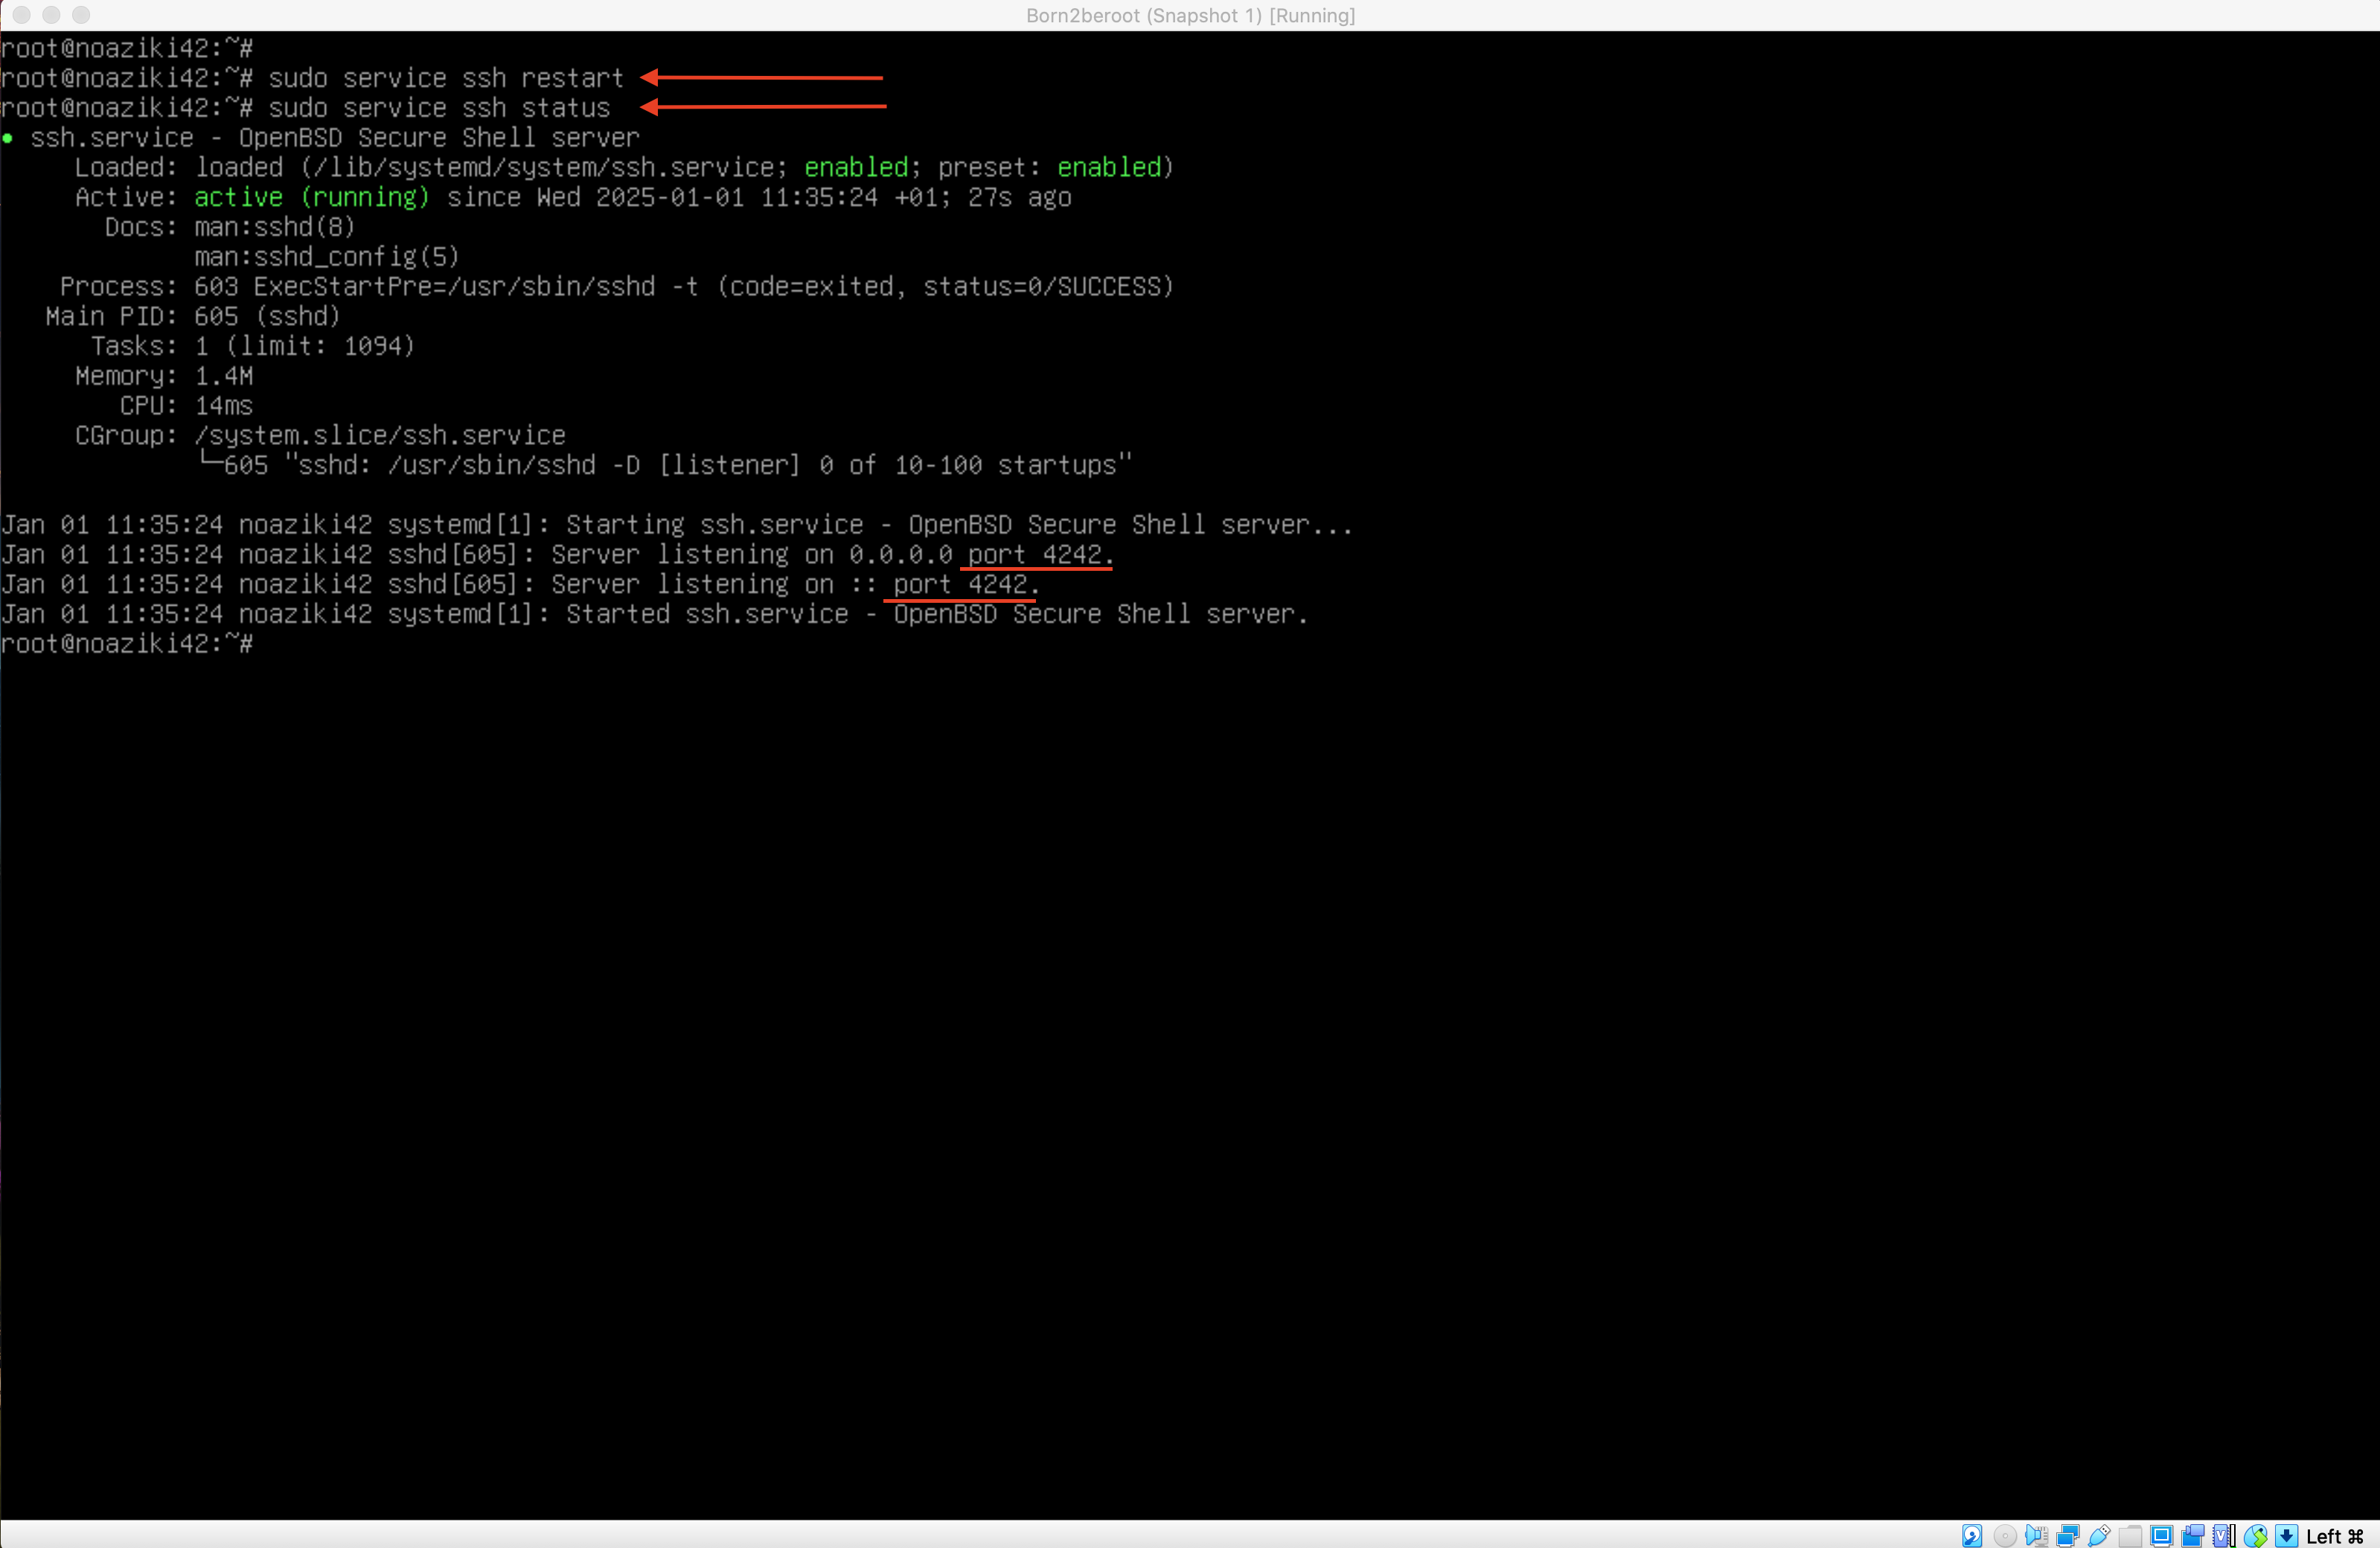 Born2beroot (Snapshot 1) [Running]
root@noaziki42:~#
root@noaziki42:~# sudo service ssh restart
root@noaziki42:~# sudo service ssh status
● ssh.service - OpenBSD Secure Shell server
     Loaded: loaded (/lib/systemd/system/ssh.service; enabled; preset: enabled)
     Active: active (running) since Wed 2025-01-01 11:35:24 +01; 27s ago
       Docs: man:sshd(8)
             man:sshd_config(5)
    Process: 603 ExecStartPre=/usr/sbin/sshd -t (code=exited, status=0/SUCCESS)
   Main PID: 605 (sshd)
      Tasks: 1 (limit: 1094)
     Memory: 1.4M
        CPU: 14ms
     CGroup: /system.slice/ssh.service
             └─605 "sshd: /usr/sbin/sshd -D [listener] 0 of 10-100 startups"
Jan 01 11:35:24 noaziki42 systemd[1]: Starting ssh.service - OpenBSD Secure Shell server...
Jan 01 11:35:24 noaziki42 sshd[605]: Server listening on 0.0.0.0 port 4242.
Jan 01 11:35:24 noaziki42 sshd[605]: Server listening on :: port 4242.
Jan 01 11:35:24 noaziki42 systemd[1]: Started ssh.service - OpenBSD Secure Shell server.
root@noaziki42:~#
Left ⌘